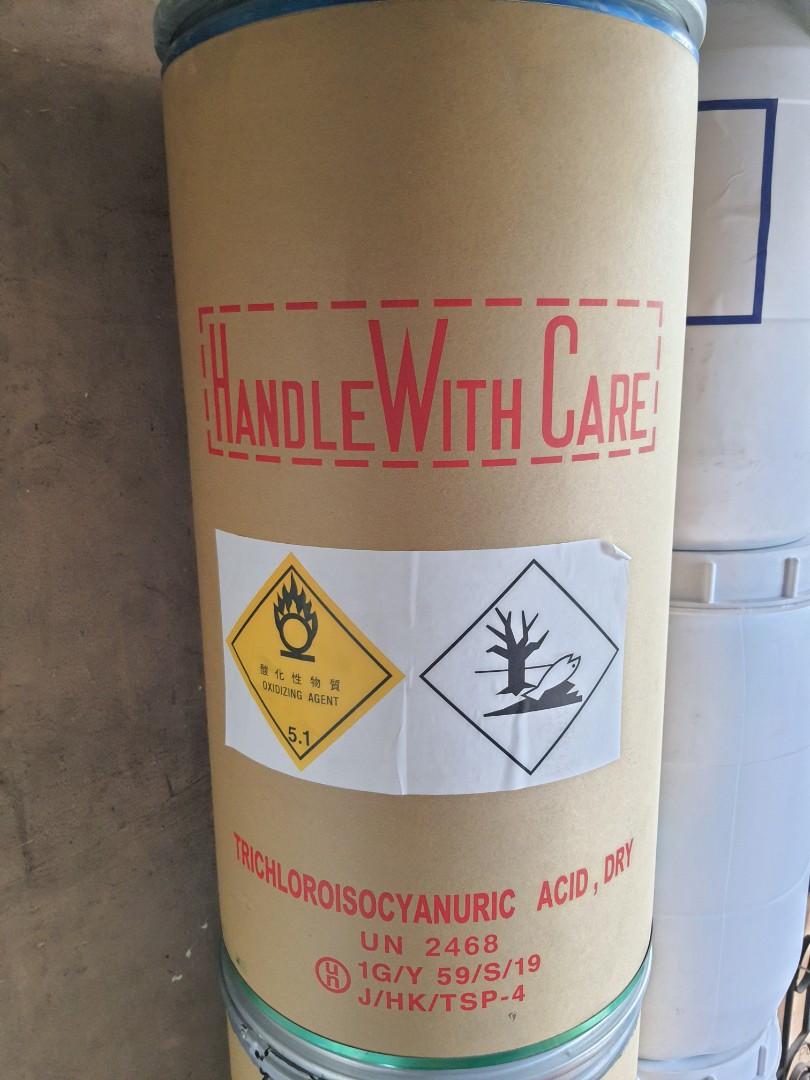 HANDLE WITH CARE
酸化性物質
OXIDIZING AGENT
5.1
TRICHLOROISOCYANURIC ACID, DRY
UN 2468
un 1G/Y 59/S/19
J/HK/TSP-4